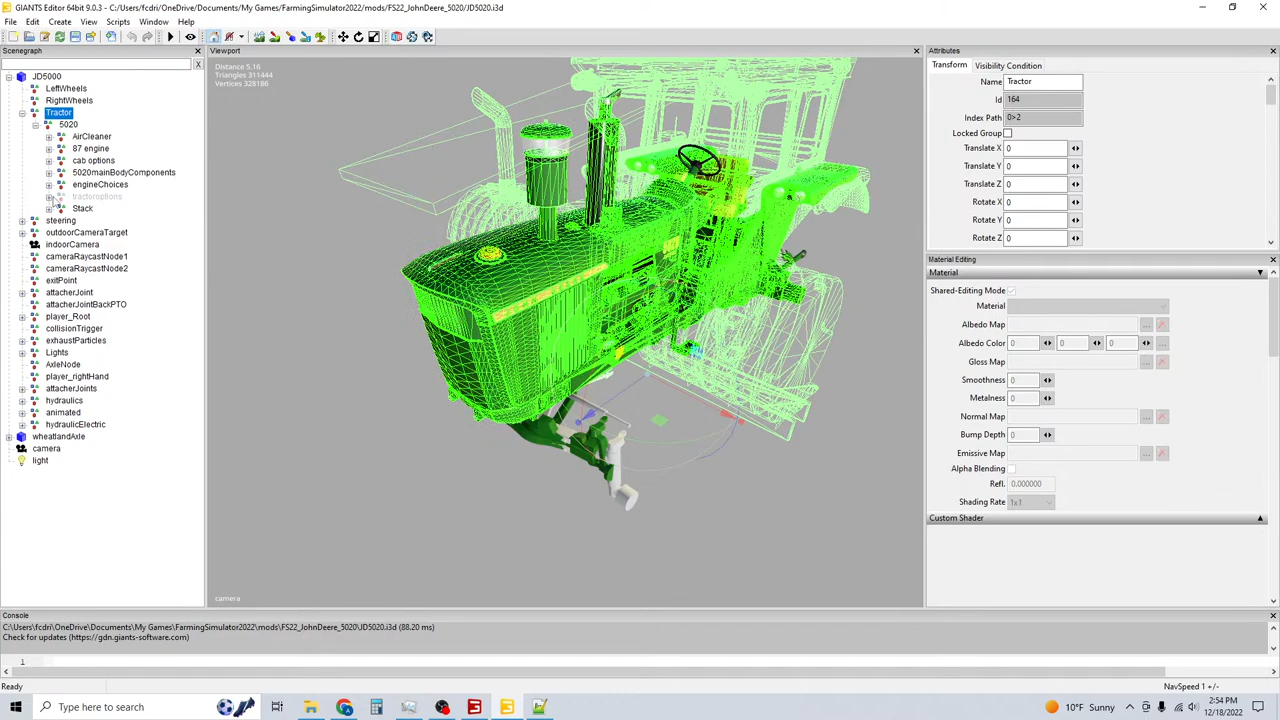 GIANTS Editor 64bit 9.0.3 - C:/Users/fcdri/OneDrive/Documents/My Games/FarmingSimulator2022/mods/FS22_JohnDeere_5020/JD5020.i3d
File Edit Create View Scripts Window Help
Scenegraph
X
JD5000
LeftWheels
RightWheels
Tractor
5020
AirCleaner
87 engine
cab options
5020mainBodyComponents
engineChoices
tractoroptions
Stack
steering
outdoorCameraTarget
indoorCamera
cameraRaycastNode1
cameraRaycastNode2
exitPoint
attacherJoint
attacherJointBackPTO
player_Root
collisionTrigger
exhaustParticles
Lights
AxleNode
player_rightHand
attacherJoints
hydraulics
animated
hydraulicElectric
wheatlandAxle
camera
light
Viewport
Distance 5.16
Triangles 311444
Vertices 328186
camera
Attributes
Transform Visibility Condition
Name Tractor
Id 164
Index Path 0>2
Locked Group
Translate X 0
Translate Y 0
Translate Z 0
Rotate X 0
Rotate Y 0
Rotate Z 0
Material Editing
Material
Shared-Editing Mode
Material
Albedo Map ...
Albedo Color 0 0 0 ...
Gloss Map ...
Smoothness 0
Metalness 0
Normal Map ...
Bump Depth 0
Emissive Map ...
Alpha Blending
Refl. 0.000000
Shading Rate 1x1
Custom Shader
Console
C:\Users\fcdri\OneDrive\Documents\My Games\FarmingSimulator2022\mods\FS22_JohnDeere_5020\JD5020.i3d (88.20 ms)
Check for updates (https://gdn.giants-software.com)
1
Ready
NavSpeed 1 +/-
Type here to search
10°F Sunny
2:54 PM
12/18/2022